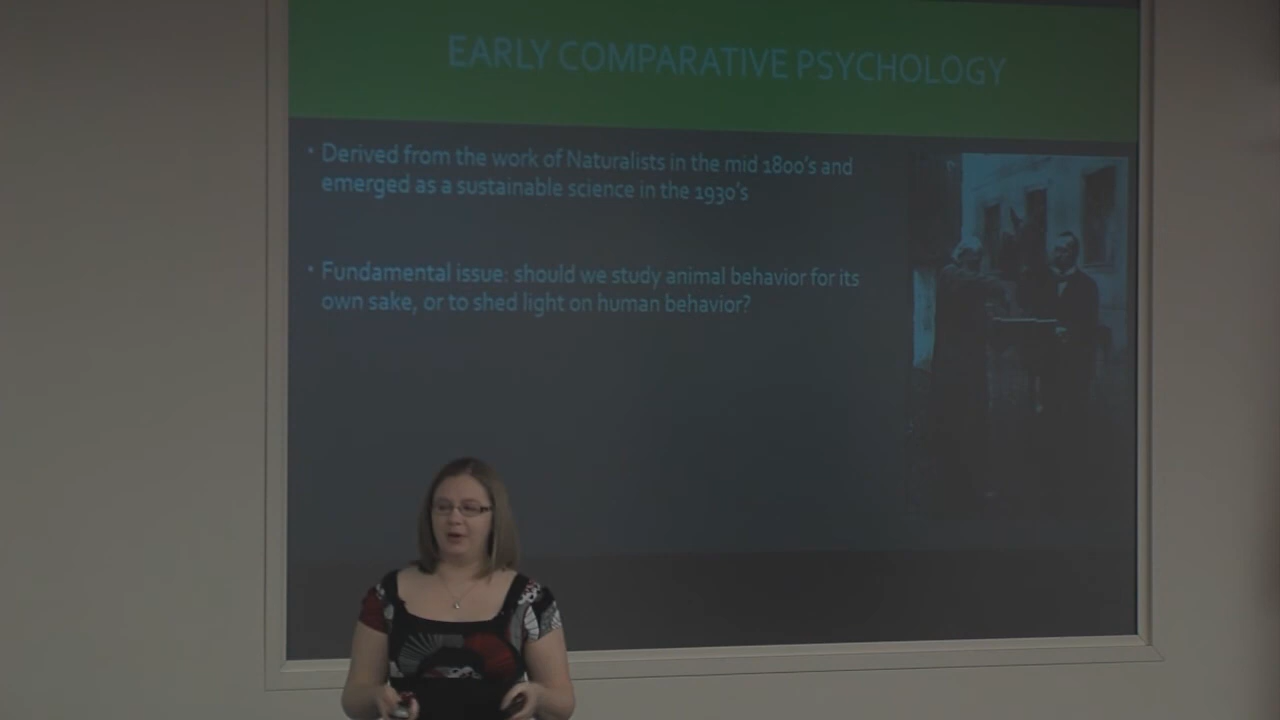 EARLY COMPARATIVE PSYCHOLOGY
• Derived from the work of Naturalists in the mid 1800's and
emerged as a sustainable science in the 1930's
• Fundamental issue: should we study animal behavior for its
own sake, or to shed light on human behavior?